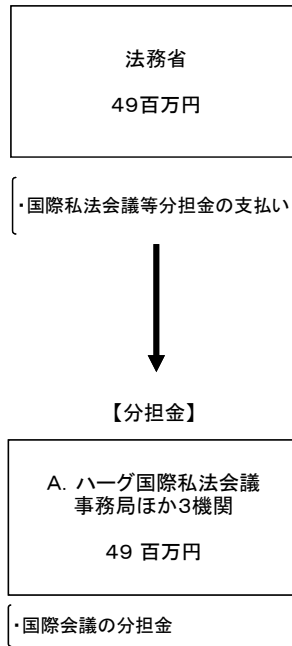 法務省
49百万円
・国際私法会議等分担金の支払い
【分担金】
A. ハーグ国際私法会議
事務局ほか3機関
49 百万円
・国際会議の分担金